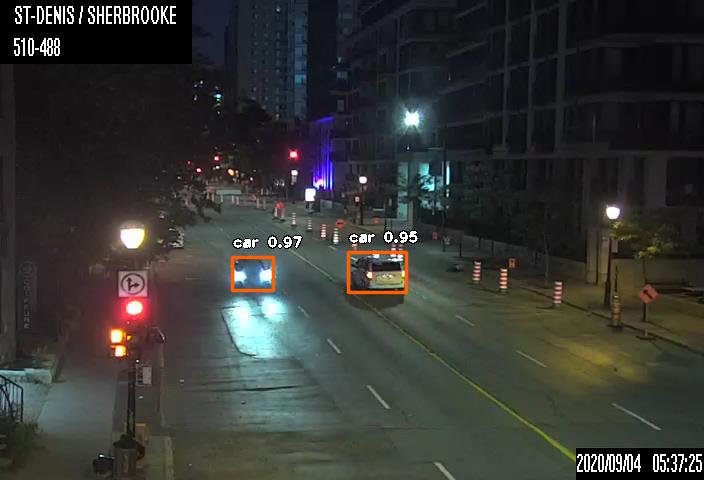 ST-DENIS / SHERBROOKE
510-488
car 0.97
car 0.95
2020/09/04 05:37:25